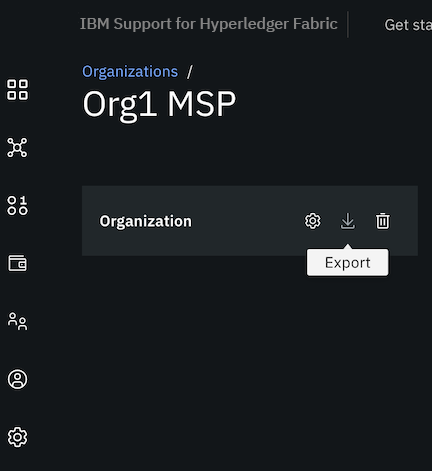 IBM Support for Hyperledger Fabric
Get sta
Organizations /
Org1 MSP
Organization
Export